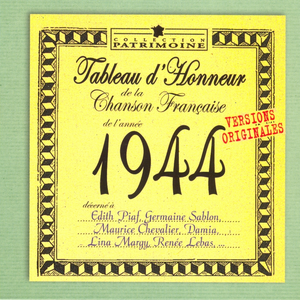 COLLECTION
PATRIMOINE
Tableau d'Honneur
de la
Chanson Française
de l'année
VERSIONS
ORIGINALES
1944
décerné à
Edith Piaf, Germaine Sablon,
Maurice Chevalier, Damia,
Lina Margy, Renée Lebas, ...